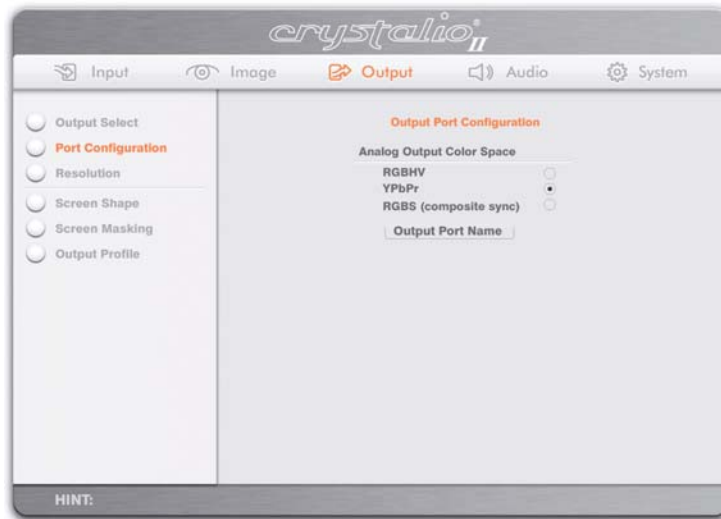 crystalio II
Input Image Output Audio System
Output Select
Port Configuration
Resolution
Screen Shape
Screen Masking
Output Profile
Output Port Configuration
Analog Output Color Space
RGBHV
YPbPr
RGBS (composite sync)
Output Port Name
HINT: